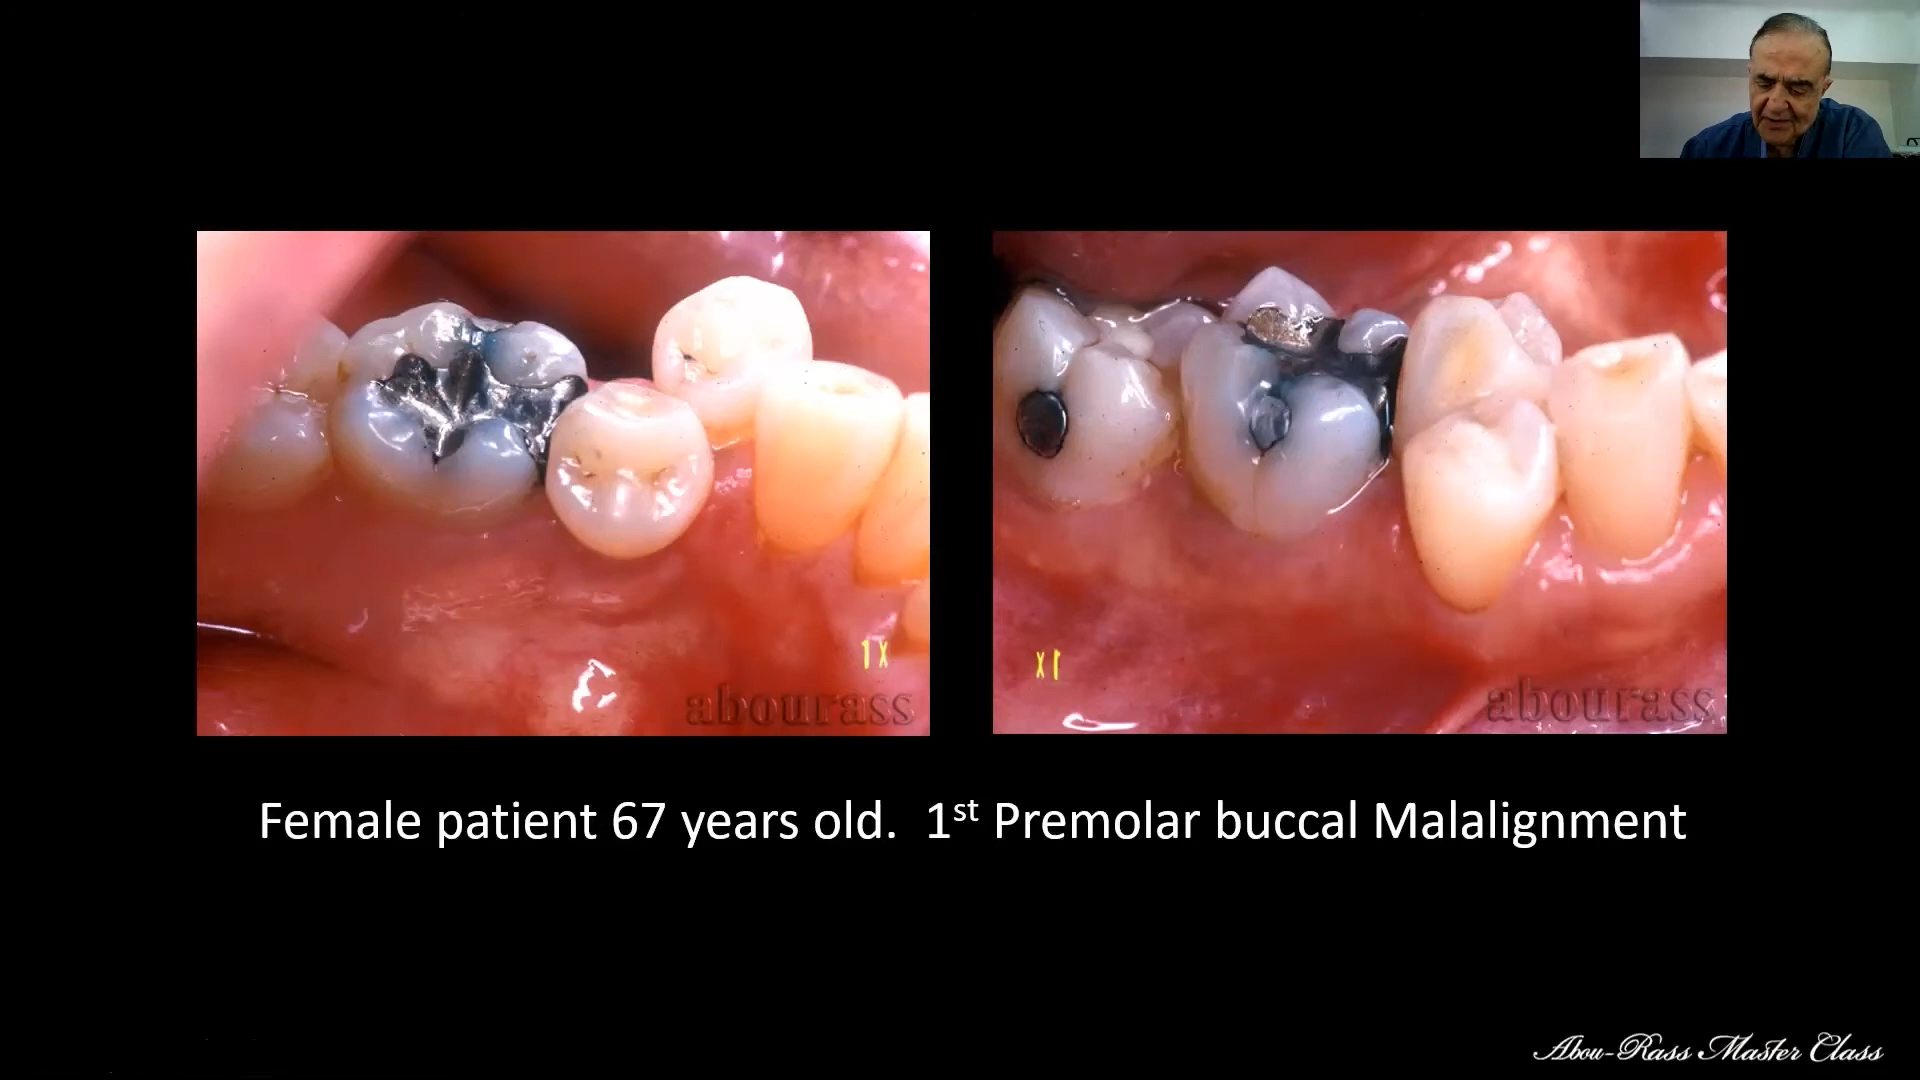 1X
abourass
X1
abourass
Female patient 67 years old.  1st Premolar buccal Malalignment
Abou-Rass Master Class